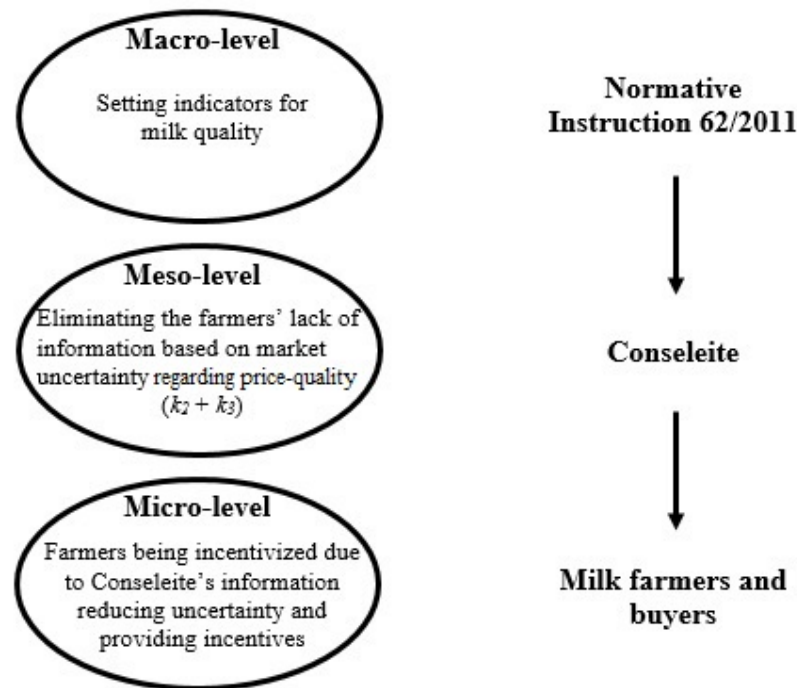 Macro-level
Setting indicators for
milk quality
Normative
Instruction 62/2011
Meso-level
Eliminating the farmers’ lack of
information based on market
uncertainty regarding price-quality
(k2 + k3)
Conseleite
Micro-level
Farmers being incentivized due
to Conseleite’s information
reducing uncertainty and
providing incentives
Milk farmers and
buyers